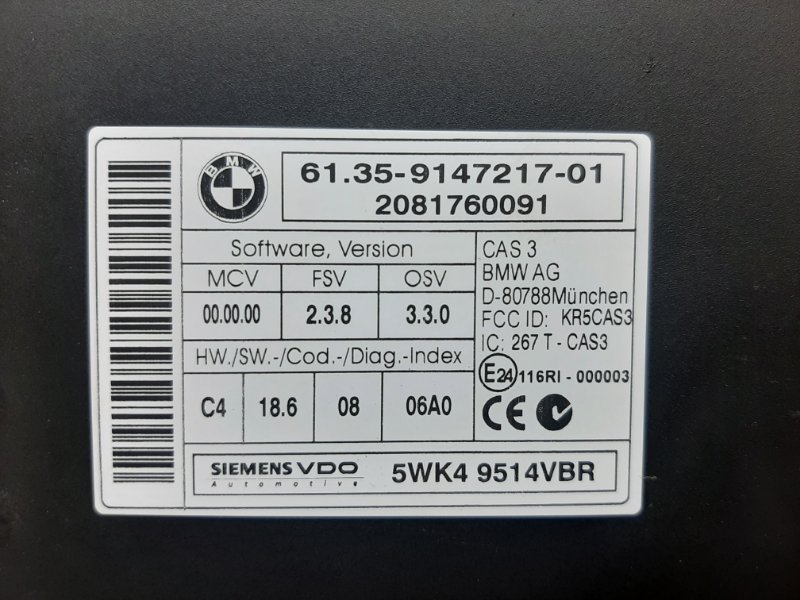 BMW
61.35-9147217-01
2081760091
Software, Version
MCV FSV OSV
00.00.00 2.3.8 3.3.0
HW./SW.-/Cod.-/Diag.-Index
C4 18.6 08 06A0
CAS 3
BMW AG
D-80788München
FCC ID: KR5CAS3
IC: 267 T - CAS3
E24 116RI - 000003
CE
SIEMENS VDO
Automotive
5WK4 9514VBR